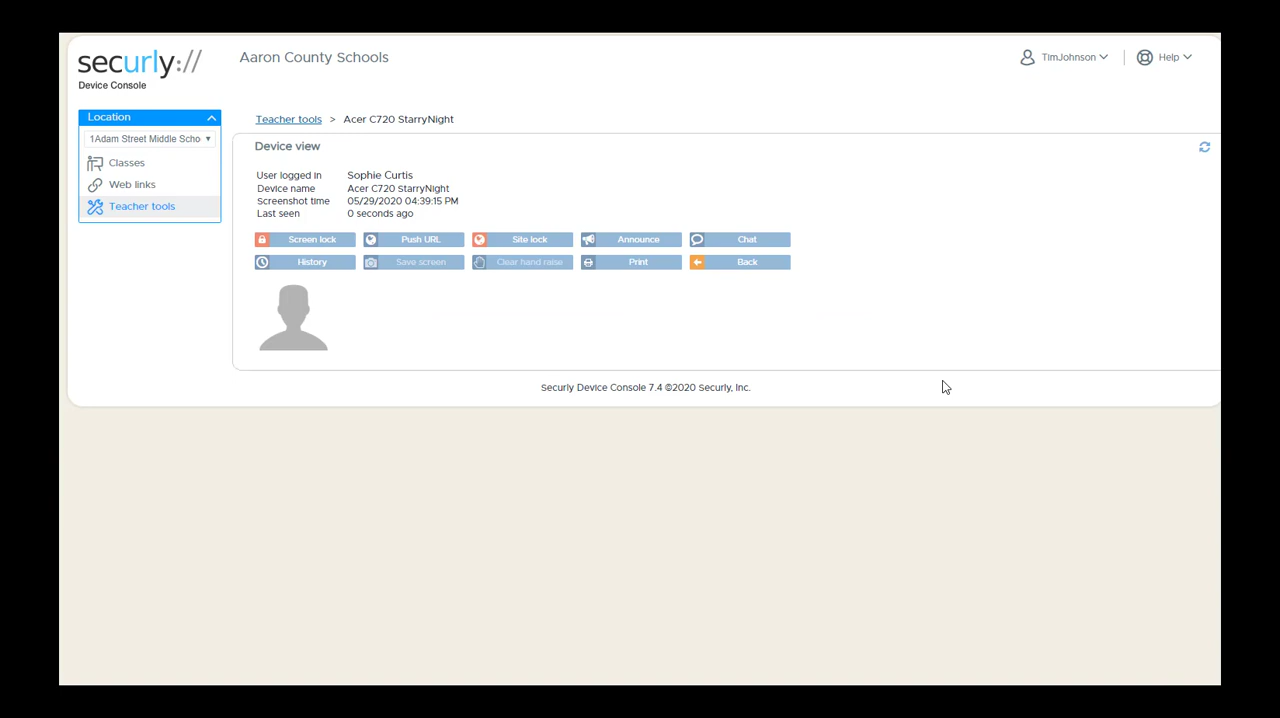 securly://
Device Console
Aaron County Schools
TimJohnson
Help
Location
1Adam Street Middle Scho
Classes
Web links
Teacher tools
Teacher tools > Acer C720 StarryNight
Device view
User logged in Sophie Curtis
Device name Acer C720 StarryNight
Screenshot time 05/29/2020 04:39:15 PM
Last seen 0 seconds ago
Screen lock Push URL Site lock Announce Chat
History Save screen Clear hand raise Print Back
Securly Device Console 7.4 ©2020 Securly, Inc.